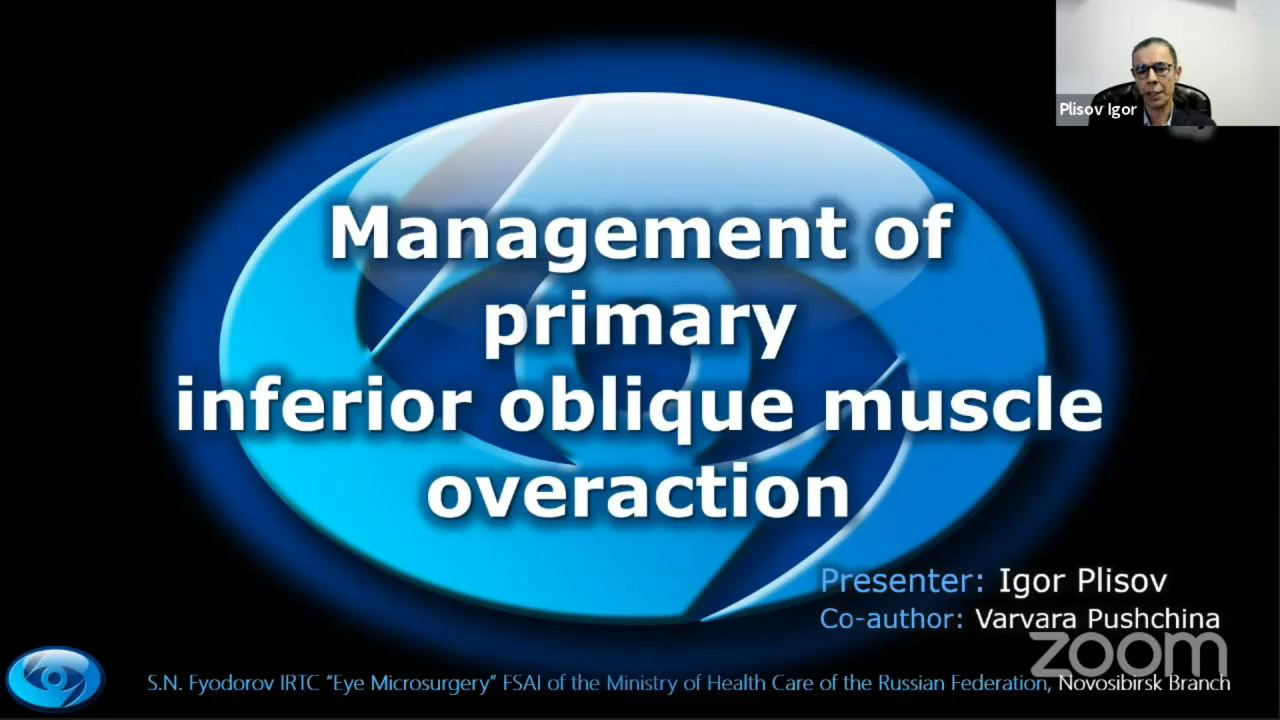 Plisov Igor
Management of
primary
inferior oblique muscle
overaction
Presenter: Igor Plisov
Co-author: Varvara Pushchina
zoom
S.N. Fyodorov IRTC “Eye Microsurgery” FSAI of the Ministry of Health Care of the Russian Federation, Novosibirsk Branch